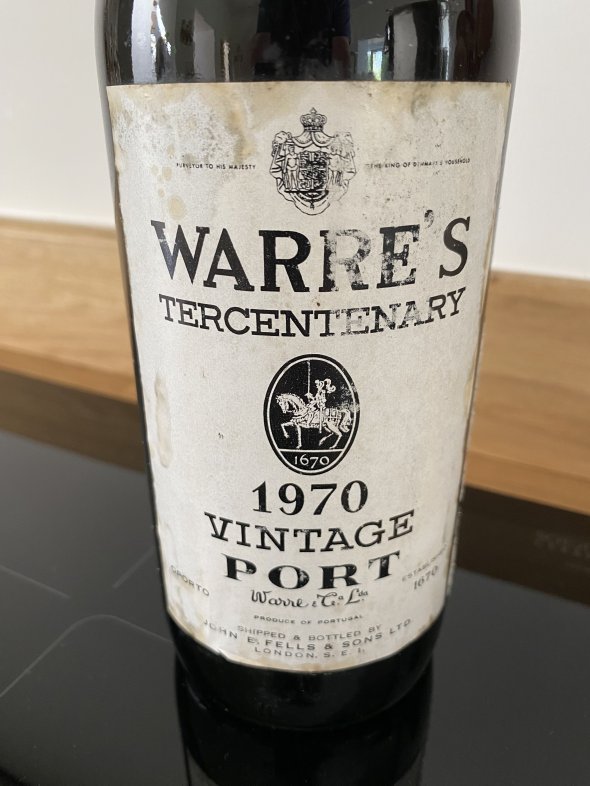 PURVEYOR TO HIS MAJESTY THE KING OF DENMARK'S HOUSEHOLD
WARRE'S
TERCENTENARY
1670
1970
VINTAGE
PORT
OPORTO
Warre & Ca. Lda
ESTABLISHED
1670
PRODUCE OF PORTUGAL
SHIPPED & BOTTLED BY
JOHN E. FELLS & SONS LTD
LONDON. S. E. 1.